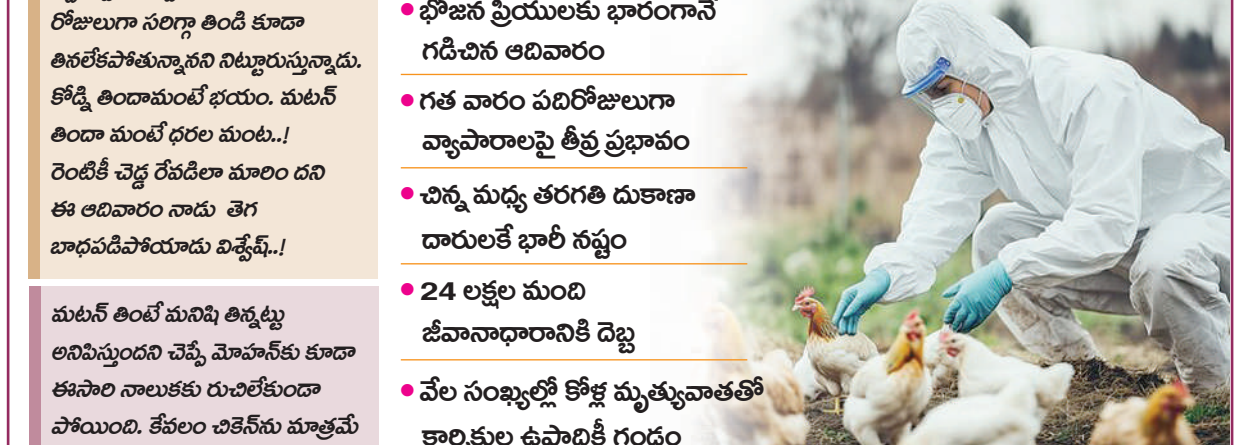 రోజులుగా సరిగ్గా తిండి కూడా
తినలేకపోతున్నానని నిట్టూరుస్తున్నాడు.
కోడ్ని తిందామంటే భయం. మటన్
తిందా మంటే ధరల మంట..!
రెంటికీ చెడ్డ రేవడిలా మారిం దని
ఈ ఆదివారం నాడు తెగ
బాధపడిపోయాడు విశ్వేష్..!
మటన్ తింటే మనిషి తిన్నట్టు
అనిపిస్తుందని చెప్పే మోహన్‌కు కూడా
ఈసారి నాలుకకు రుచిలేకుండా
పోయింది. కేవలం చికెన్‌ను మాత్రమే
• భోజన ప్రియులకు భారంగానే
గడిచిన ఆదివారం
• గత వారం పదిరోజులుగా
వ్యాపారాలపై తీవ్ర ప్రభావం
• చిన్న మధ్య తరగతి దుకాణా
దారులకే భారీ నష్టం
• 24 లక్షల మంది
జీవానాధారానికి దెబ్బ
• వేల సంఖ్యల్లో కోళ్ల మృత్యువాతతో
కార్మికుల ఉపాదికీ గండం